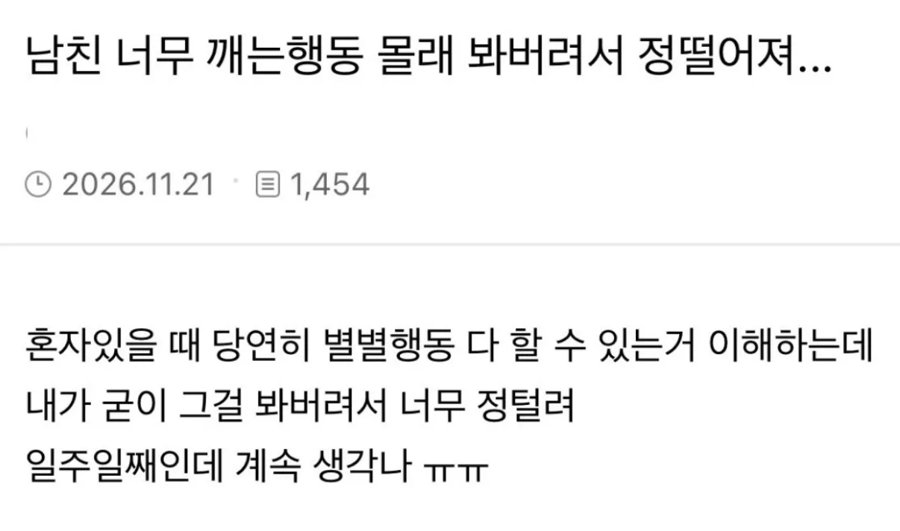 남친 너무 깨는행동 몰래 봐버려서 정떨어져...
2026.11.21 · 1,454
혼자있을 때 당연히 별별행동 다 할 수 있는거 이해하는데
내가 굳이 그걸 봐버려서 너무 정털려
일주일째인데 계속 생각나 ㅠㅠ